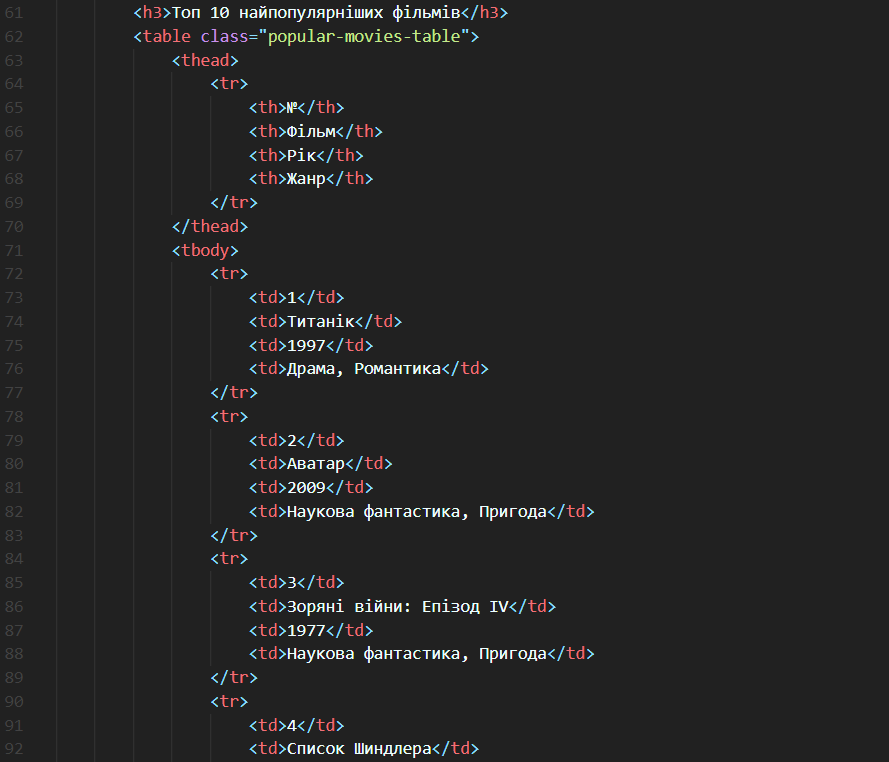 61 <h3>Топ 10 найпопулярніших фільмів</h3>
62 <table class="popular-movies-table">
63 <thead>
64 <tr>
65 <th>№</th>
66 <th>Фільм</th>
67 <th>Рік</th>
68 <th>Жанр</th>
69 </tr>
70 </thead>
71 <tbody>
72 <tr>
73 <td>1</td>
74 <td>Титанік</td>
75 <td>1997</td>
76 <td>Драма, Романтика</td>
77 </tr>
78 <tr>
79 <td>2</td>
80 <td>Аватар</td>
81 <td>2009</td>
82 <td>Наукова фантастика, Пригода</td>
83 </tr>
84 <tr>
85 <td>3</td>
86 <td>Зоряні війни: Епізод IV</td>
87 <td>1977</td>
88 <td>Наукова фантастика, Пригода</td>
89 </tr>
90 <tr>
91 <td>4</td>
92 <td>Список Шиндлера</td>